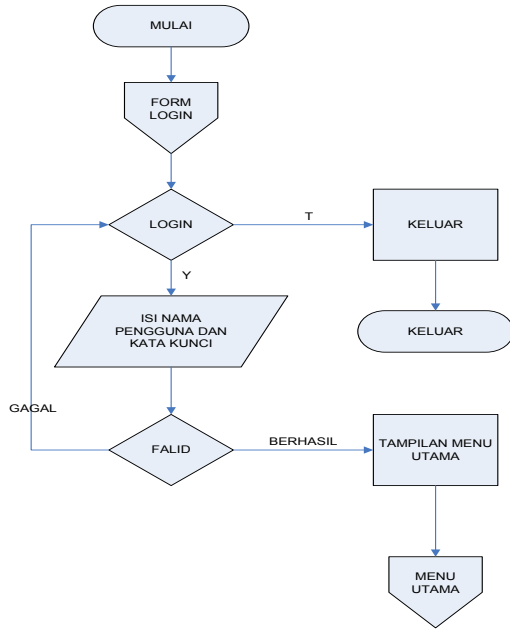 MULAI
FORM
LOGIN
LOGIN
T
KELUAR
Y
KELUAR
ISI NAMA
PENGGUNA DAN
KATA KUNCI
GAGAL
FALID
BERHASIL
TAMPILAN MENU
UTAMA
MENU
UTAMA